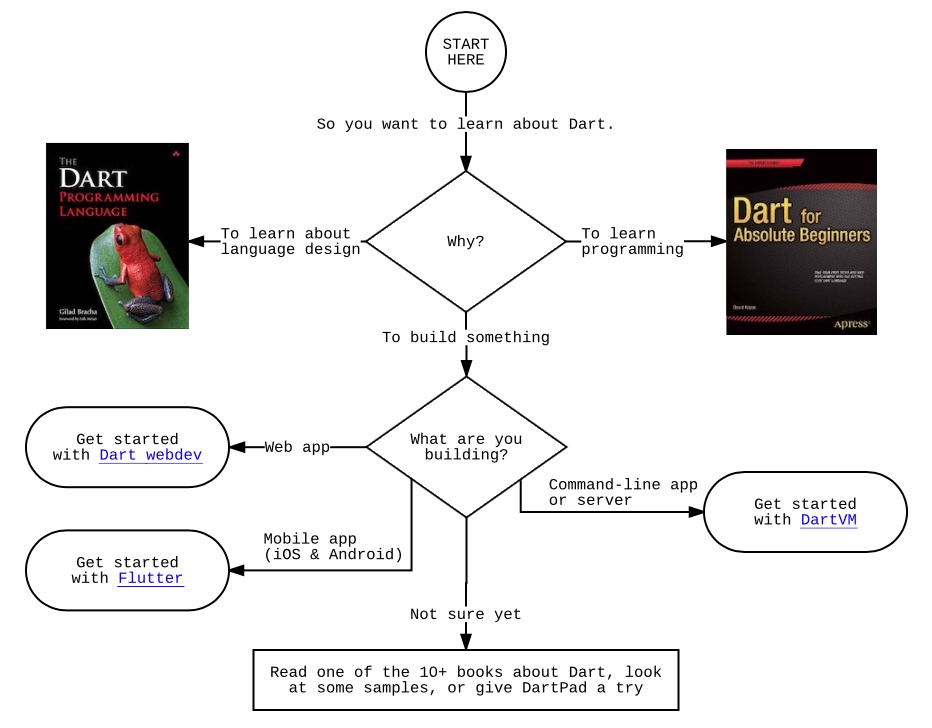 START
HERE
So you want to learn about Dart.
THE
DART
PROGRAMMING
LANGUAGE
Gilad Bracha
To learn about
language design
Why?
To learn
programming
Dart for
Absolute Beginners
Apress®
To build something
What are you
building?
Web app
Get started
with Dart webdev
Command-line app
or server
Get started
with DartVM
Mobile app
(iOS & Android)
Get started
with Flutter
Not sure yet
Read one of the 10+ books about Dart, look
at some samples, or give DartPad a try